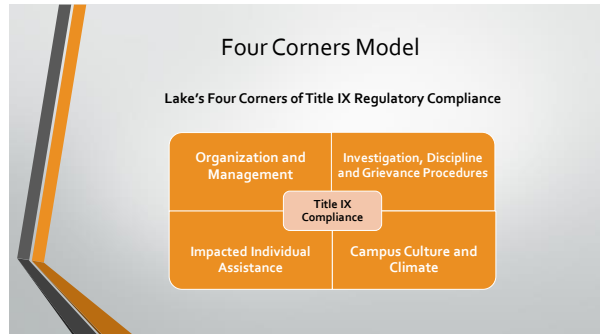 Four Corners Model
Lake's Four Corners of Title IX Regulatory Compliance
Organization and
Management
Investigation, Discipline
and Grievance Procedures
Title IX
Compliance
Impacted Individual
Assistance
Campus Culture and
Climate